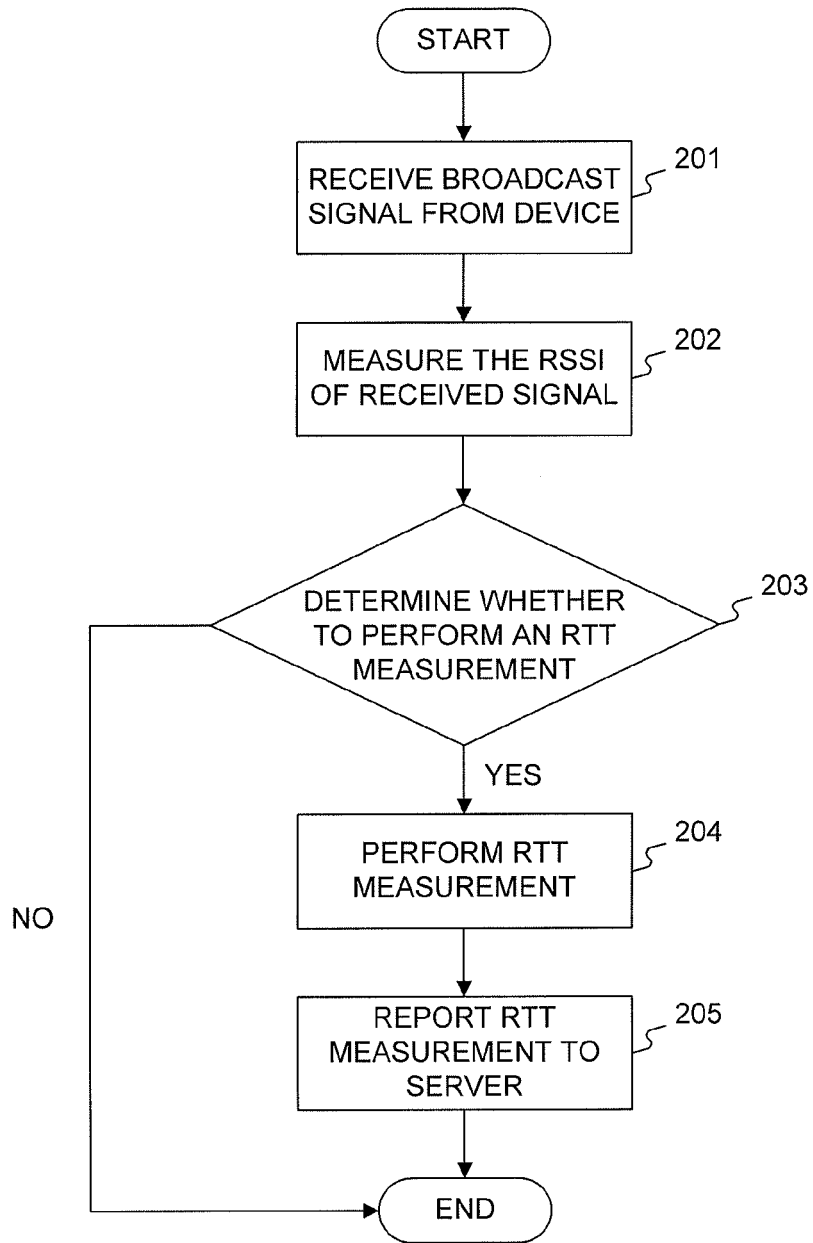 START
201
RECEIVE BROADCAST
SIGNAL FROM DEVICE
202
MEASURE THE RSSI
OF RECEIVED SIGNAL
203
DETERMINE WHETHER
TO PERFORM AN RTT
MEASUREMENT
YES
204
PERFORM RTT
MEASUREMENT
NO
205
REPORT RTT
MEASUREMENT TO
SERVER
END